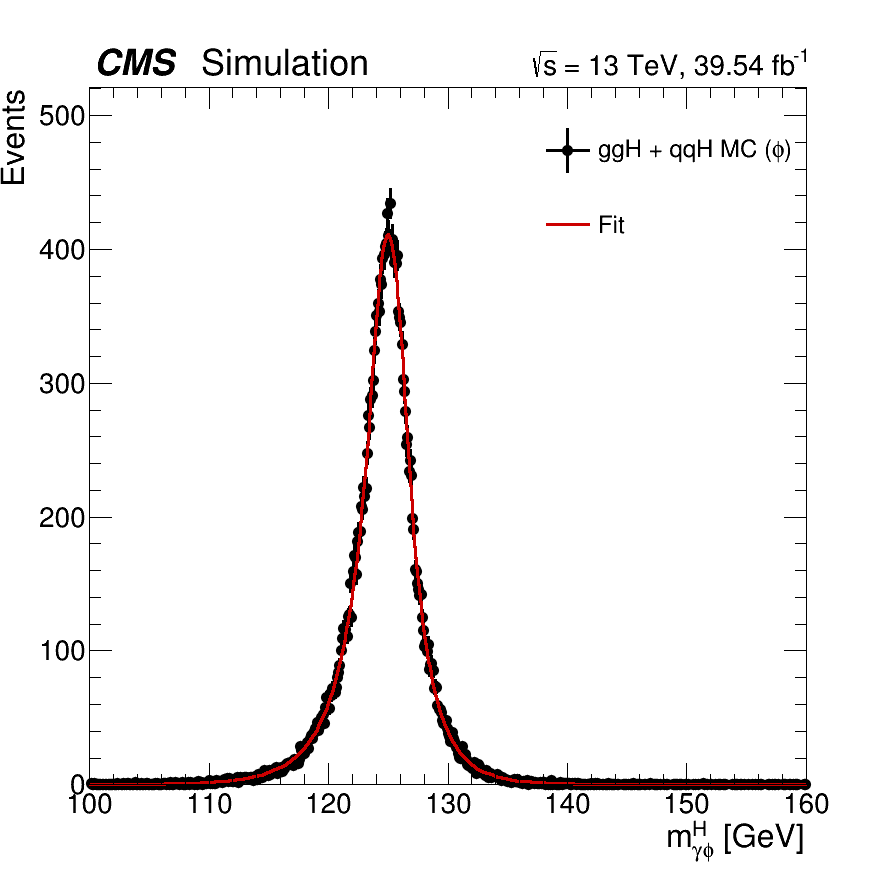 CMS Simulation √s = 13 TeV, 39.54 fb⁻¹
Events
500
400
300
200
100
0
ggH + qqH MC (ϕ)
Fit
100 110 120 130 140 150 160
m^H_γϕ [GeV]